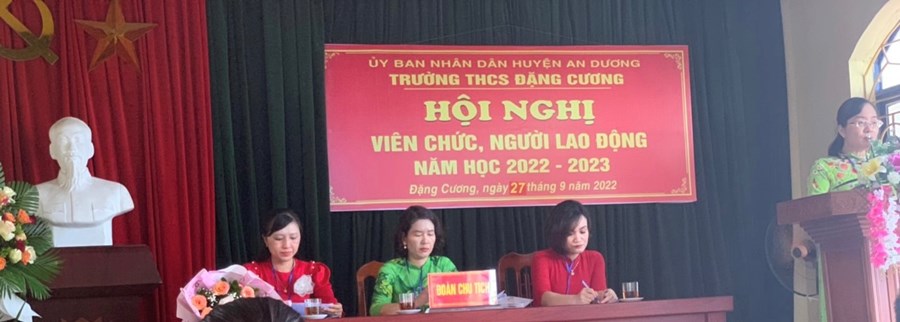 ỦY BAN NHÂN DÂN HUYỆN AN DƯƠNG
TRƯỜNG THCS ĐẶNG CƯƠNG
HỘI NGHỊ
VIÊN CHỨC, NGƯỜI LAO ĐỘNG
NĂM HỌC 2022 - 2023
Đặng Cương, ngày 27 tháng 9 năm 2022
ĐOÀN CHỦ TỊCH